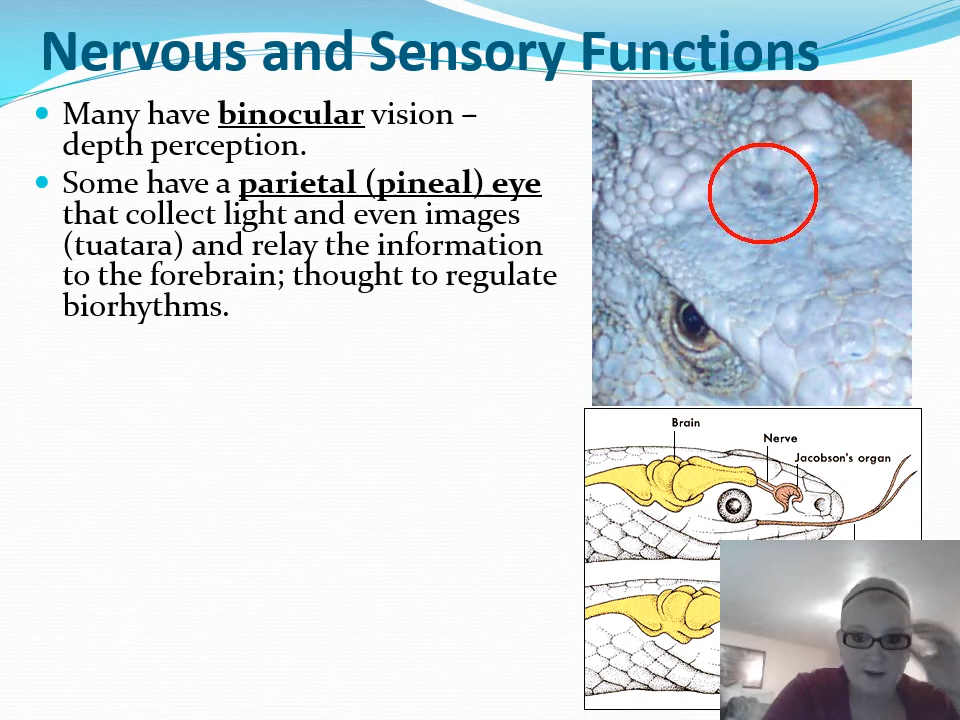 Nervous and Sensory Functions
Many have binocular vision –
depth perception.
Some have a parietal (pineal) eye
that collect light and even images
(tuatara) and relay the information
to the forebrain; thought to regulate
biorhythms.
Brain
Nerve
Jacobson's organ
Brain